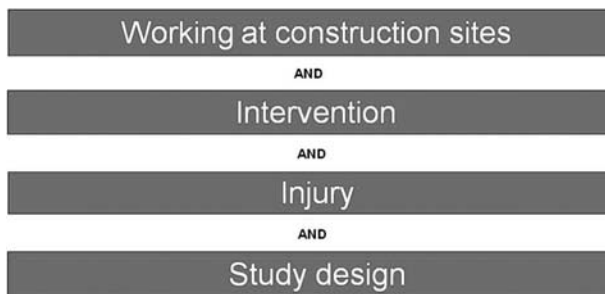 Working at construction sites
AND
Intervention
AND
Injury
AND
Study design